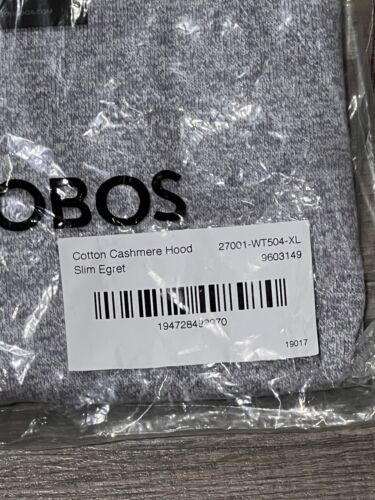 OBOS
Cotton Cashmere Hood 27001-WT504-XL
Slim Egret 9603149
19017